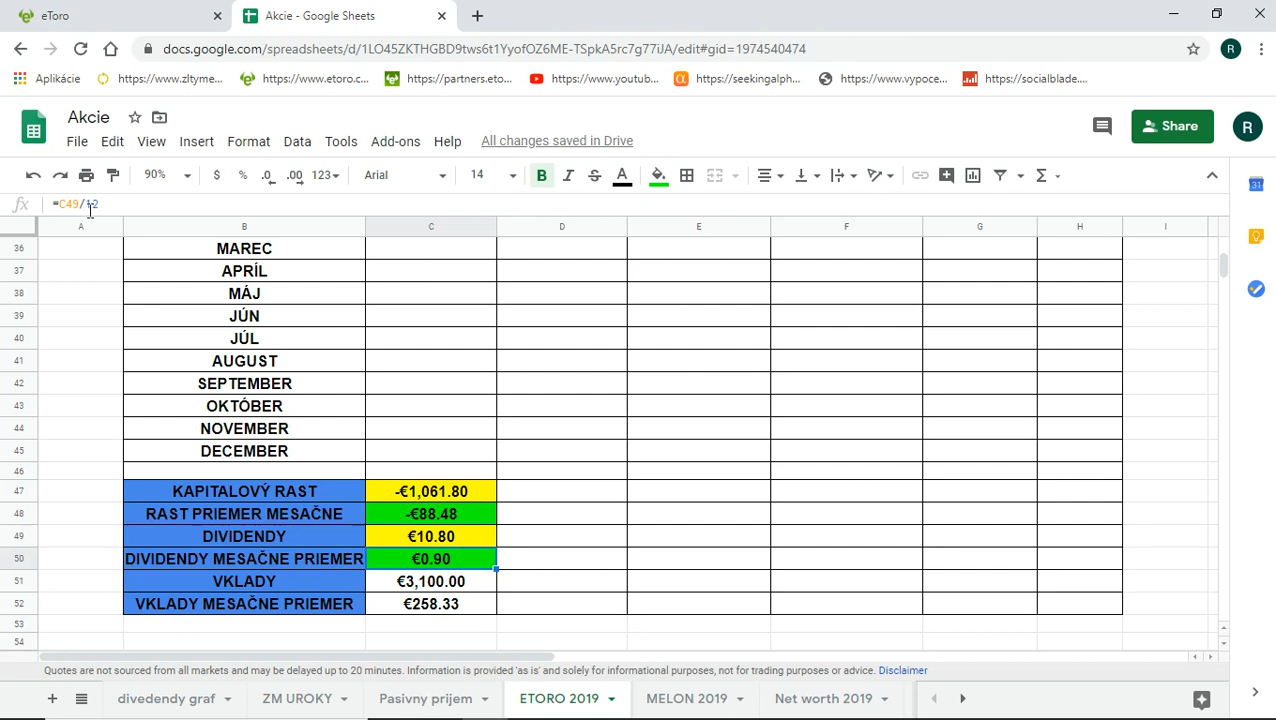 eToro
Akcie - Google Sheets
docs.google.com/spreadsheets/d/1LO45ZKTHGBD9tws6t1YyofOZ6ME-TSpkA5rc7g77iJA/edit#gid=1974540474
R
Aplikácie
https://www.zltyme...
https://www.etoro.c...
https://partners.eto...
https://www.youtub...
https://seekingalph...
https://www.vypoce...
https://socialblade....
Akcie
File Edit View Insert Format Data Tools Add-ons Help All changes saved in Drive
Share
R
90% $ % .0 .00 123 Arial 14 B I S A Σ
31
fx =C49/12
A B C D E F G H I
36 MAREC
37 APRÍL
38 MÁJ
39 JÚN
40 JÚL
41 AUGUST
42 SEPTEMBER
43 OKTÓBER
44 NOVEMBER
45 DECEMBER
46
47 KAPITALOVÝ RAST -€1,061.80
48 RAST PRIEMER MESAČNE -€88.48
49 DIVIDENDY €10.80
50 DIVIDENDY MESAČNE PRIEMER €0.90
51 VKLADY €3,100.00
52 VKLADY MESAČNE PRIEMER €258.33
53
54
Quotes are not sourced from all markets and may be delayed up to 20 minutes. Information is provided 'as is' and solely for informational purposes, not for trading purposes or advice. Disclaimer
divedendy graf ZM UROKY Pasivny prijem ETORO 2019 MELON 2019 Net worth 2019